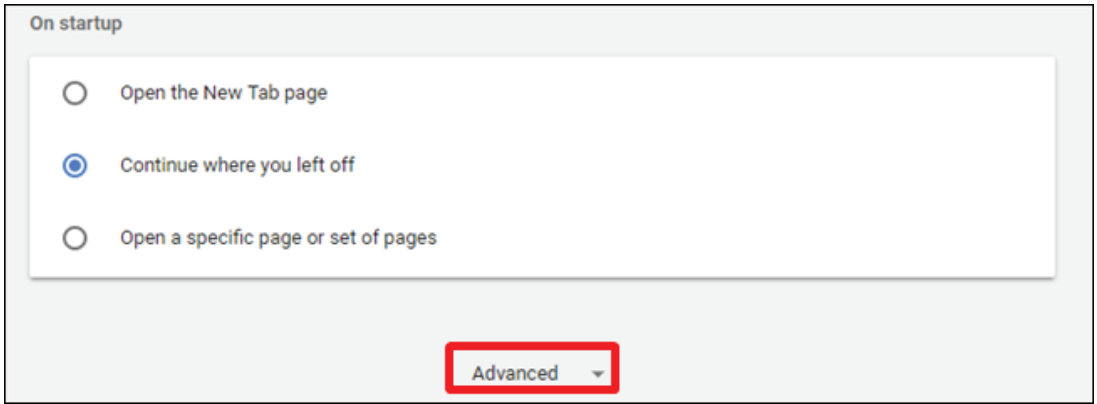 On startup
Open the New Tab page
Continue where you left off
Open a specific page or set of pages
Advanced